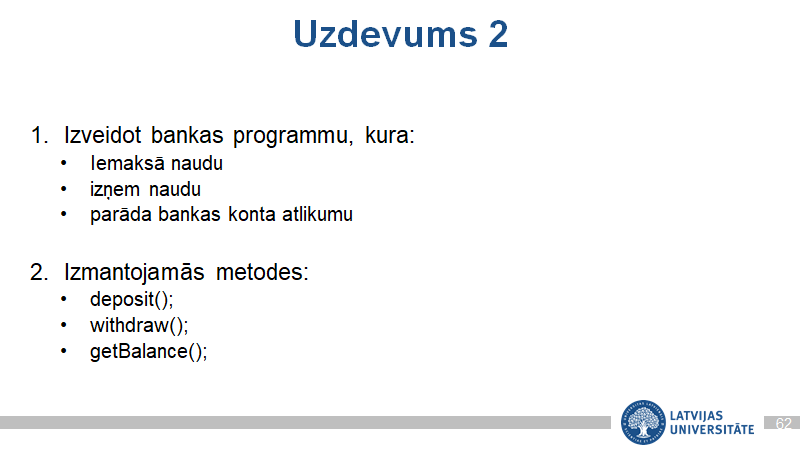 Uzdevums 2
1. Izveidot bankas programmu, kura:
• Iemaksā naudu
• izņem naudu
• parāda bankas konta atlikumu
2. Izmantojamās metodes:
• deposit();
• withdraw();
• getBalance();
LATVIJAS
UNIVERSITĀTE
62